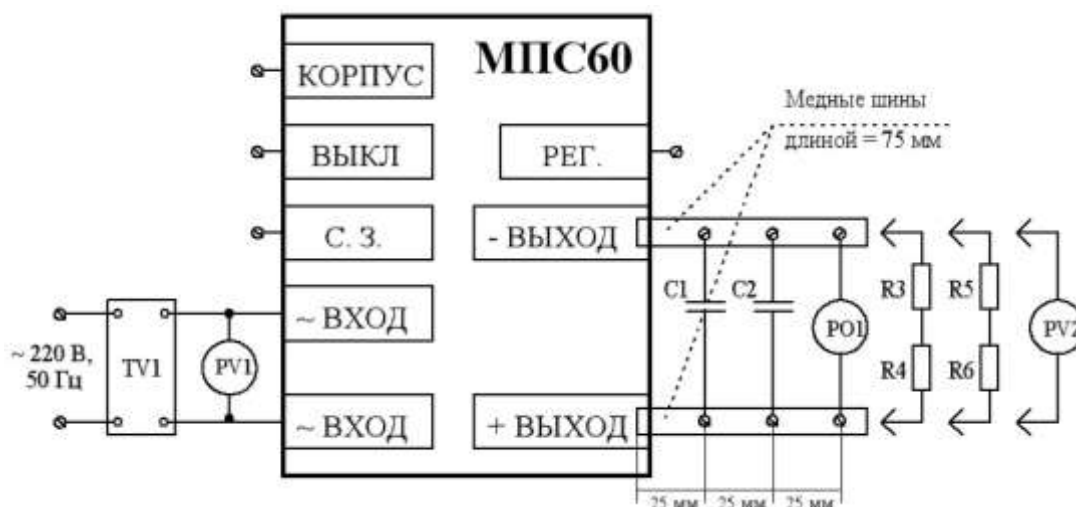 МПС60
КОРПУС
ВЫКЛ
С. З.
~ ВХОД
~ ВХОД
РЕГ.
- ВЫХОД
+ ВЫХОД
Медные шины
длиной = 75 мм
~ 220 В,
50 Гц
TV1
PV1
C1
C2
PO1
R3
R4
R5
R6
PV2
25 мм
25 мм
25 мм